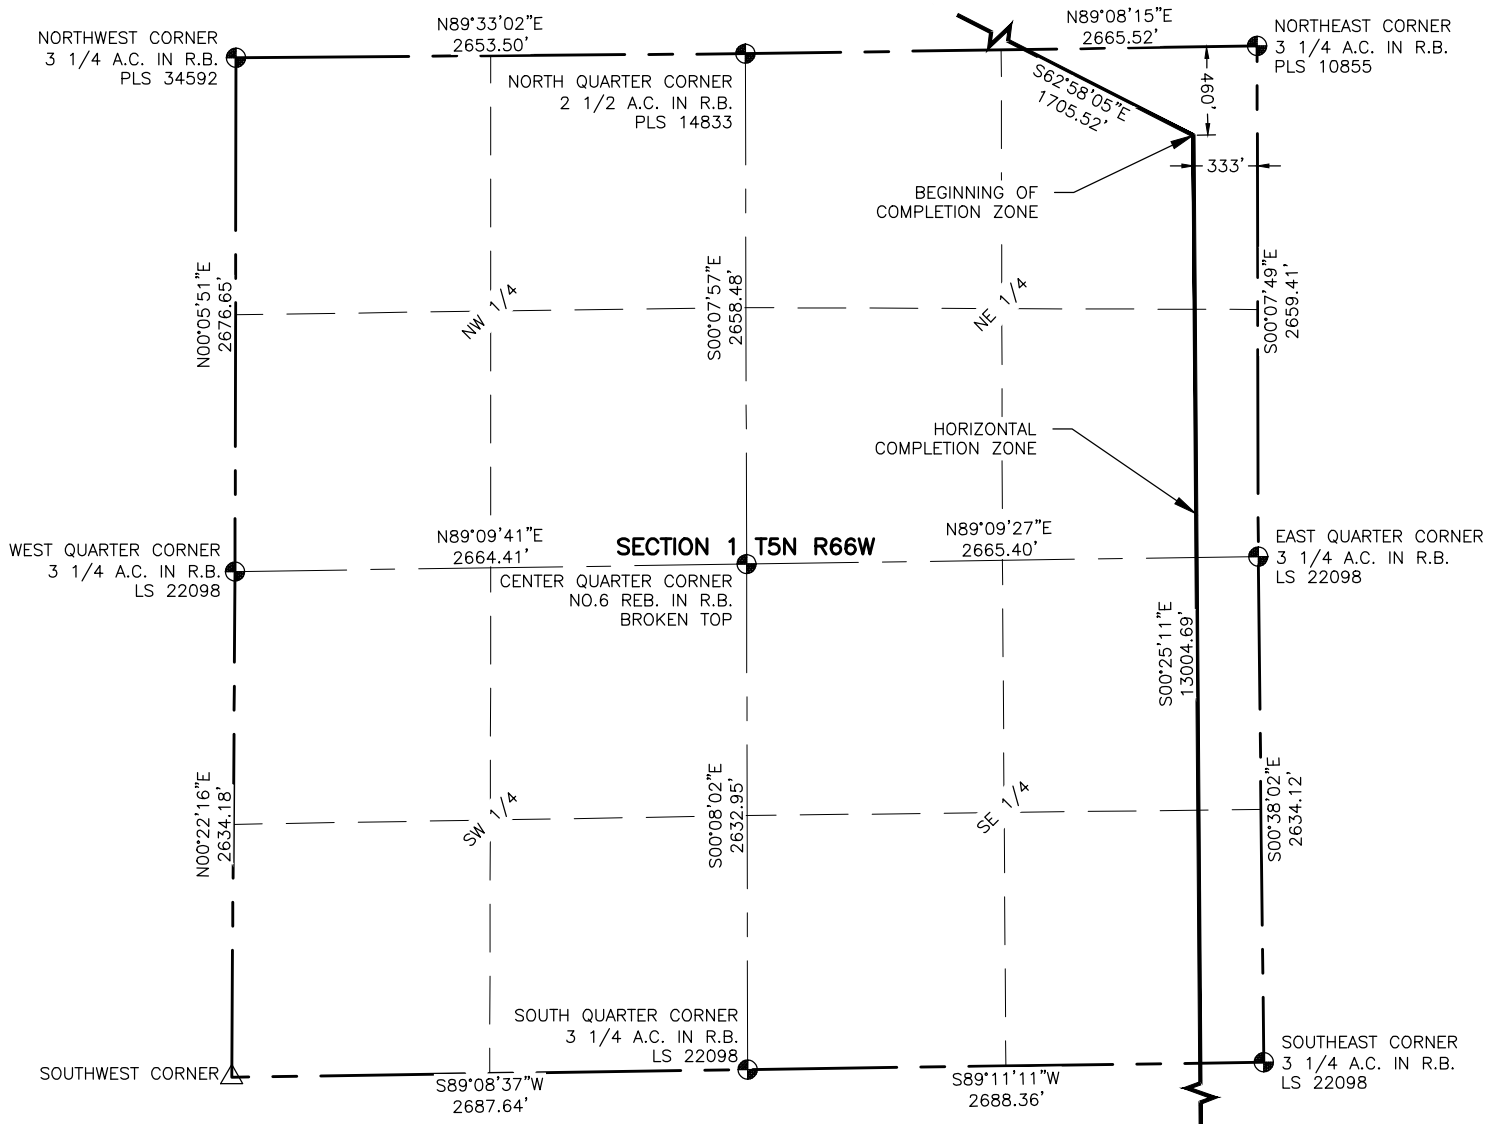 N89°33'02"E
2653.50'
N89°08'15"E
2665.52'
NORTHWEST CORNER
3 1/4 A.C. IN R.B.
PLS 34592
NORTH QUARTER CORNER
2 1/2 A.C. IN R.B.
PLS 14833
NORTHEAST CORNER
3 1/4 A.C. IN R.B.
PLS 10855
S62°58'05"E
1705.52'
460'
333'
BEGINNING OF
COMPLETION ZONE
N00°05'51"E
2676.65'
NW 1/4
S00°07'57"E
2658.48'
NE 1/4
S00°07'49"E
2659.41'
HORIZONTAL
COMPLETION ZONE
WEST QUARTER CORNER
3 1/4 A.C. IN R.B.
LS 22098
N89°09'41"E
2664.41'
SECTION 1 T5N R66W
N89°09'27"E
2665.40'
CENTER QUARTER CORNER
NO.6 REB. IN R.B.
BROKEN TOP
EAST QUARTER CORNER
3 1/4 A.C. IN R.B.
LS 22098
S00°25'11"E
13004.69'
N00°22'16"E
2634.18'
SW 1/4
S00°08'02"E
2632.95'
SE 1/4
S00°38'02"E
2634.12'
SOUTHWEST CORNER
SOUTH QUARTER CORNER
3 1/4 A.C. IN R.B.
LS 22098
SOUTHEAST CORNER
3 1/4 A.C. IN R.B.
LS 22098
S89°08'37"W
2687.64'
S89°11'11"W
2688.36'